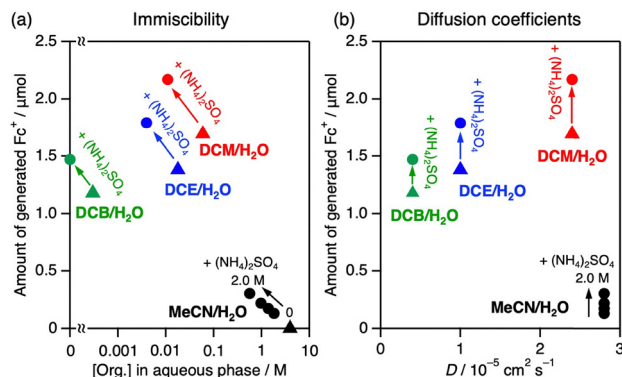 (a) Immiscibility
Amount of generated Fc⁺ / μmol
2.5
2.0
1.5
1.0
0.5
0
+ (NH₄)₂SO₄
DCM/H₂O
+ (NH₄)₂SO₄
DCE/H₂O
+ (NH₄)₂SO₄
DCB/H₂O
+ (NH₄)₂SO₄
2.0 M
0
MeCN/H₂O
0 0.001 0.01 0.1 1 10
[Org.] in aqueous phase / M
(b) Diffusion coefficients
Amount of generated Fc⁺ / μmol
2.5
2.0
1.5
1.0
0.5
0
+ (NH₄)₂SO₄
DCM/H₂O
+ (NH₄)₂SO₄
DCE/H₂O
+ (NH₄)₂SO₄
DCB/H₂O
+ (NH₄)₂SO₄
2.0 M
0
MeCN/H₂O
0 1 2 3
D / 10⁻⁵ cm² s⁻¹